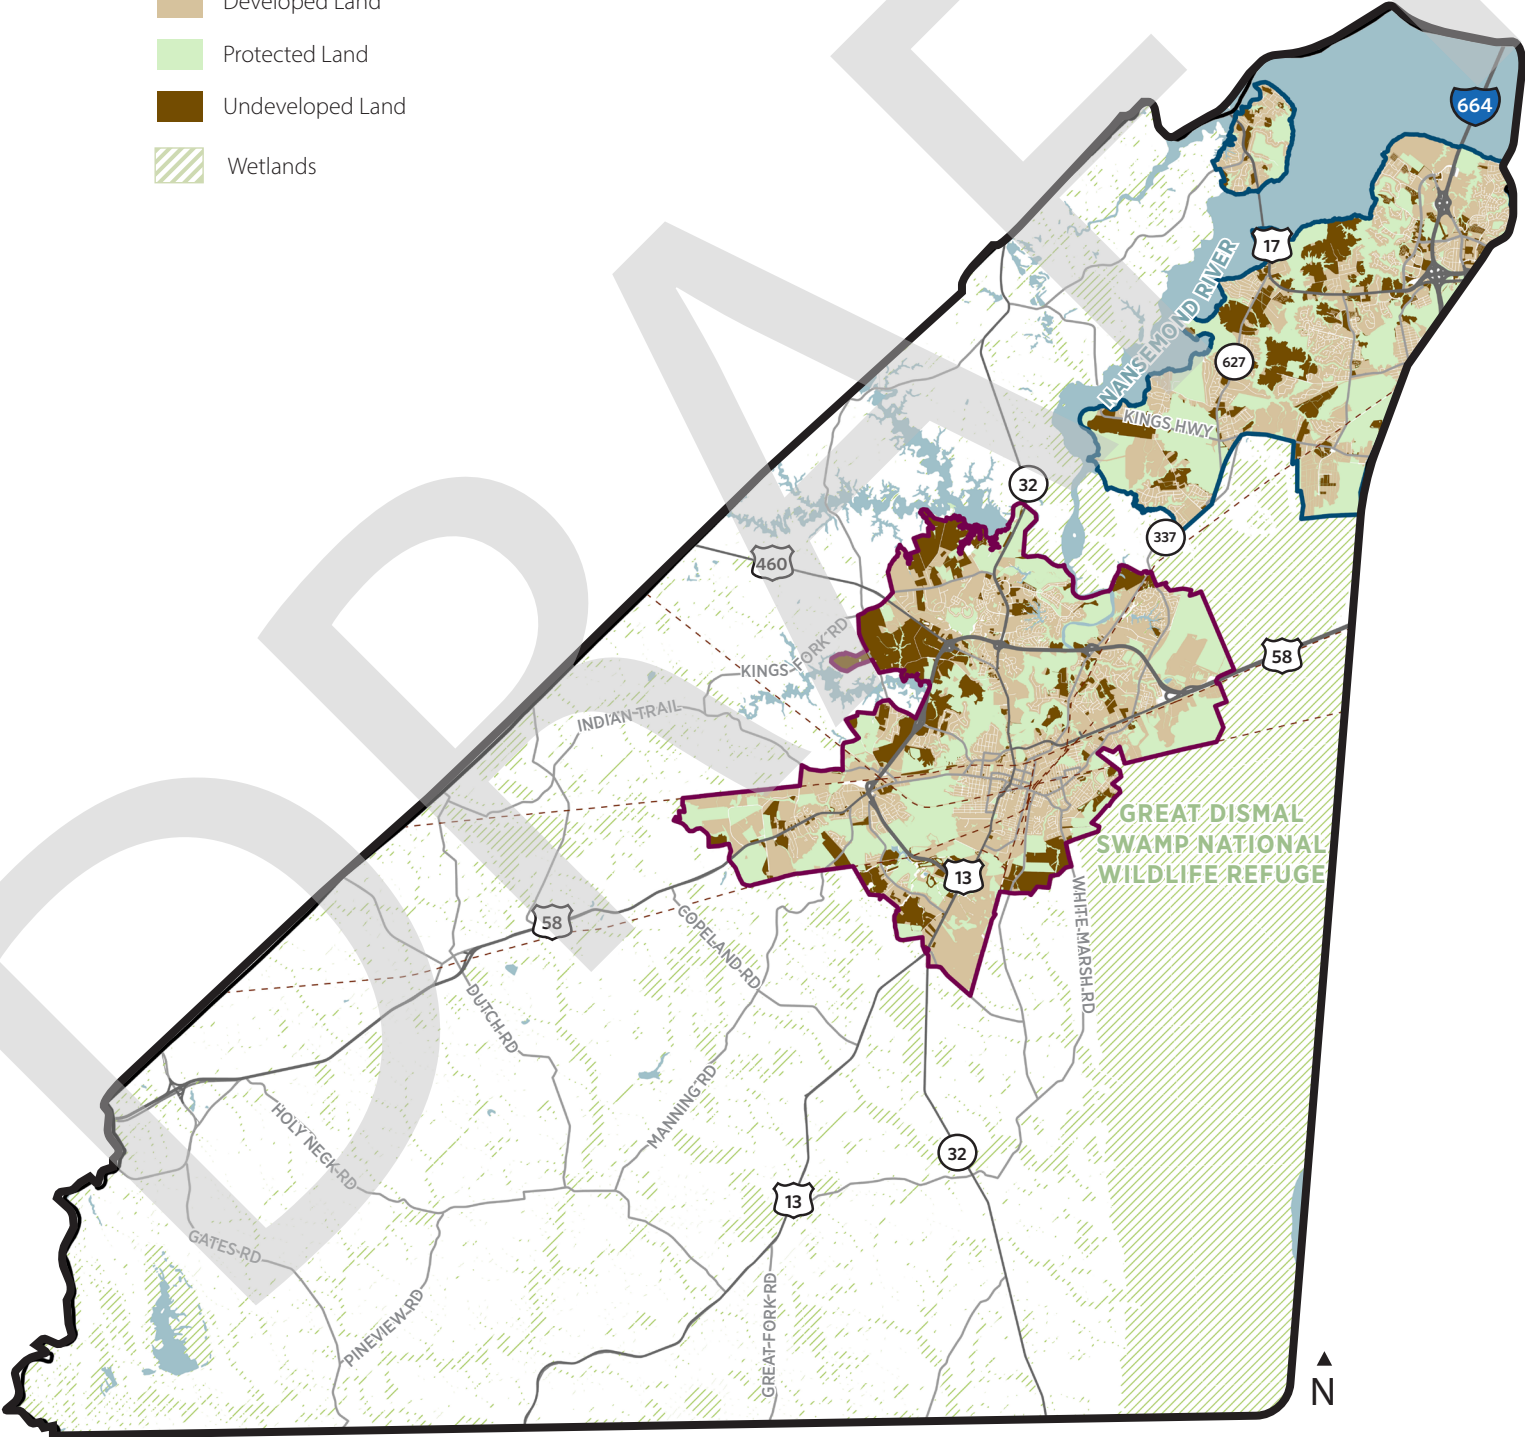 Developed Land
Protected Land
Undeveloped Land
Wetlands
664
17
NANSEMOND RIVER
627
KINGS HWY
32
337
460
KINGS FORK RD
58
INDIAN TRAIL
GREAT DISMAL
SWAMP NATIONAL
WILDLIFE REFUGE
13
58
COPELAND RD
WHITE MARSH RD
DUTCH RD
MANNING RD
HOLY NECK RD
32
13
GATES RD
PINEVIEW RD
GREAT FORK RD
N
DRAFT